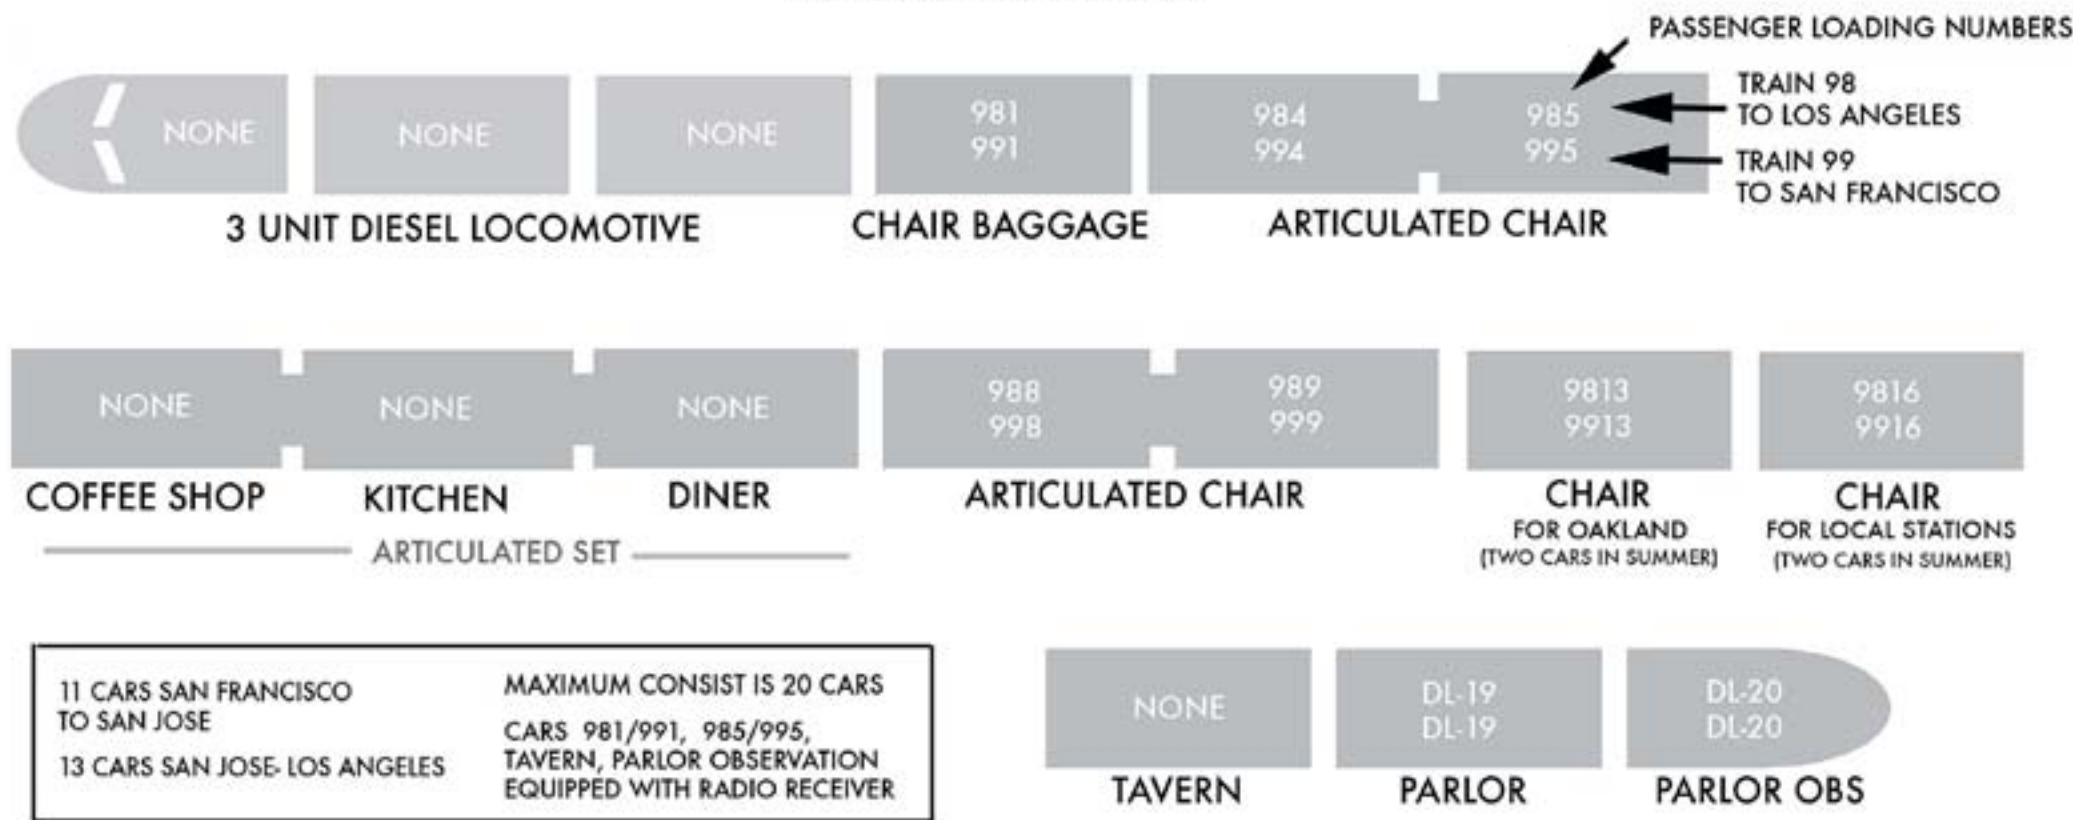 PASSENGER LOADING NUMBERS
TRAIN 98
TO LOS ANGELES
TRAIN 99
TO SAN FRANCISCO
NONE
NONE
NONE
981
991
984
994
985
995
3 UNIT DIESEL LOCOMOTIVE
CHAIR BAGGAGE
ARTICULATED CHAIR
NONE
NONE
NONE
988
998
989
999
9813
9913
9816
9916
COFFEE SHOP
KITCHEN
DINER
ARTICULATED SET
ARTICULATED CHAIR
CHAIR
FOR OAKLAND
(TWO CARS IN SUMMER)
CHAIR
FOR LOCAL STATIONS
(TWO CARS IN SUMMER)
11 CARS SAN FRANCISCO
TO SAN JOSE
13 CARS SAN JOSE- LOS ANGELES
MAXIMUM CONSIST IS 20 CARS
CARS 981/991, 985/995,
TAVERN, PARLOR OBSERVATION
EQUIPPED WITH RADIO RECEIVER
NONE
DL-19
DL-19
DL-20
DL-20
TAVERN
PARLOR
PARLOR OBS